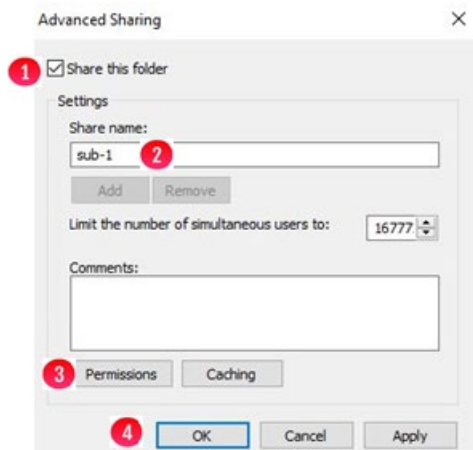 Advanced Sharing
1 Share this folder
Settings
Share name:
sub-1 2
Add Remove
Limit the number of simultaneous users to: 16777
Comments:
3 Permissions Caching
4 OK Cancel Apply